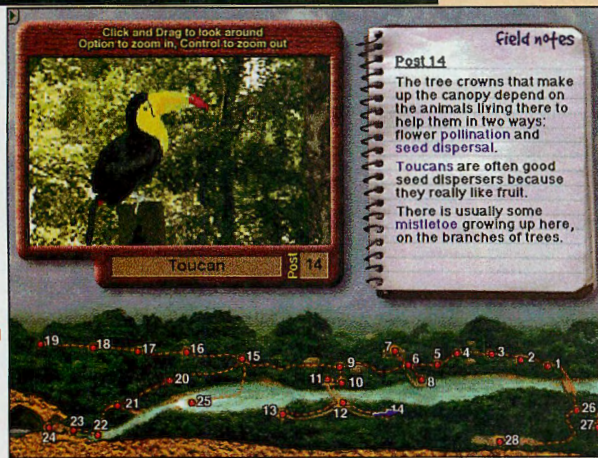 Click and Drag to look around
Option to zoom in, Control to zoom out
Toucan
Post 14
field notes
Post 14
The tree crowns that make
up the canopy depend on
the animals living there to
help them in two ways:
flower pollination and
seed dispersal.
Toucans are often good
seed dispersers because
they really like fruit.
There is usually some
mistletoe growing up here,
on the branches of trees.
19 18 17 16 15 9 7 6 5 4 3 2 1
20 11 10 8
21 25 13 12 14 26
24 23 22 28 27